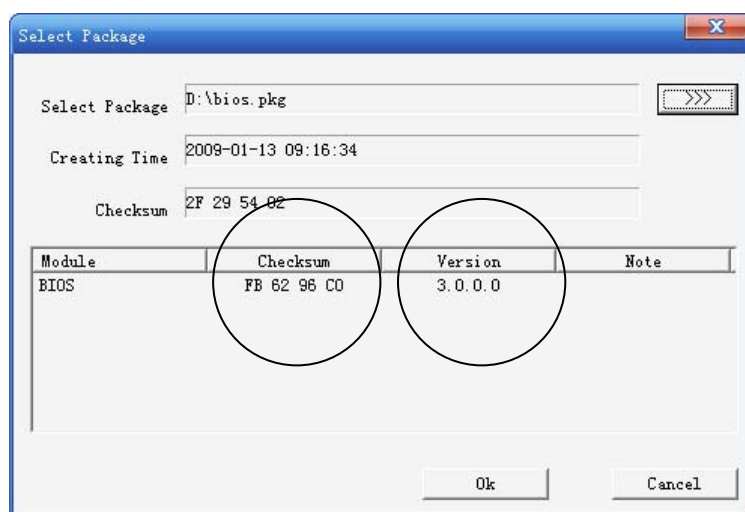 Select Package
Select Package D:\bios.pkg >>>
Creating Time 2009-01-13 09:16:34
Checksum 2F 29 54 02
Module Checksum Version Note
BIOS FB 62 96 C0 3.0.0.0
Ok Cancel